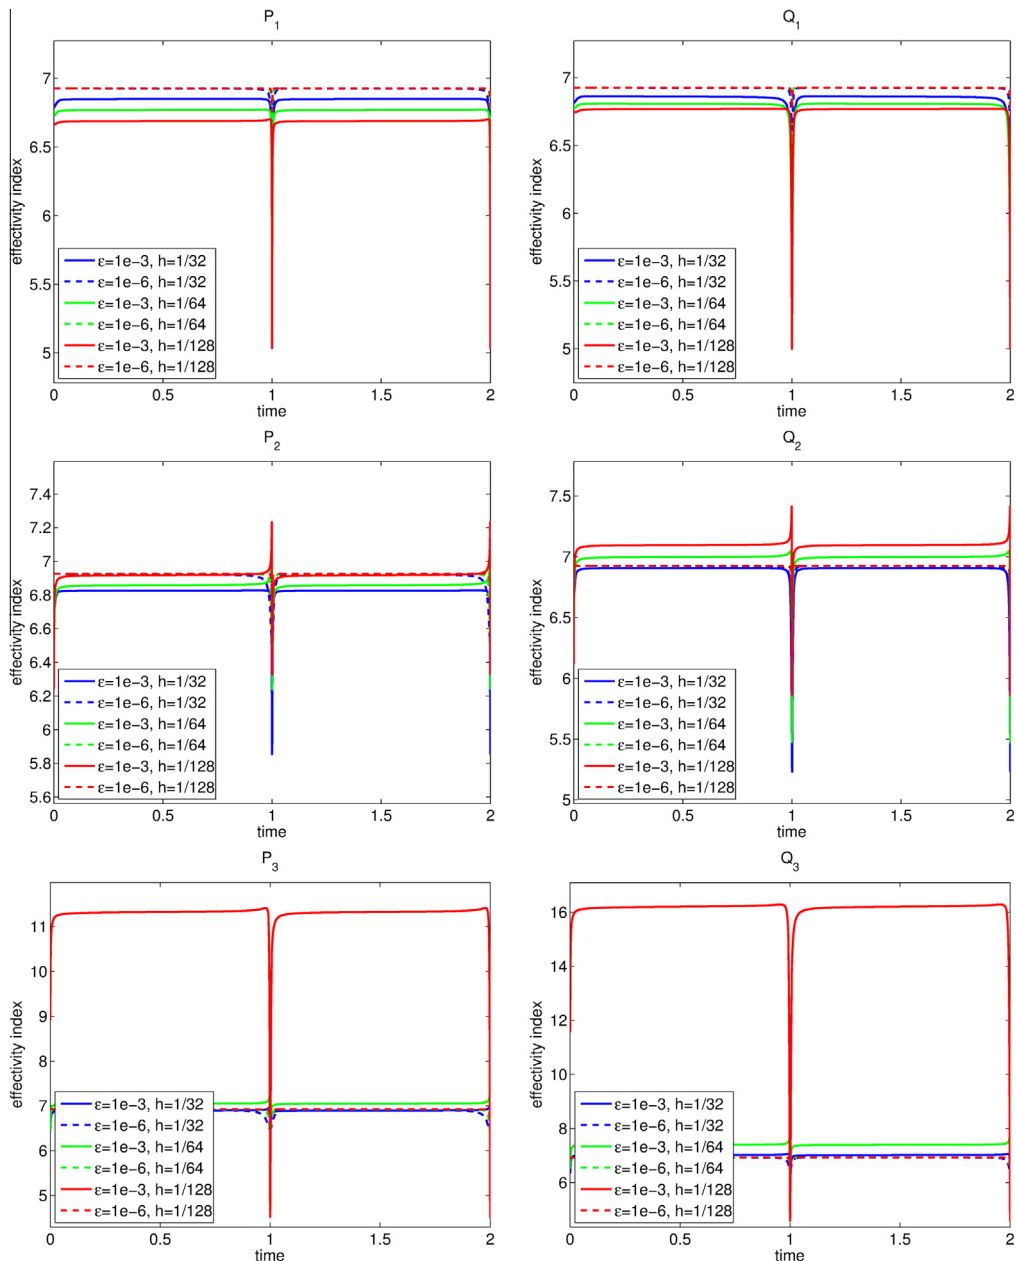 P1
effectivity index
7
6.5
6
5.5
5
ε=1e−3, h=1/32
ε=1e−6, h=1/32
ε=1e−3, h=1/64
ε=1e−6, h=1/64
ε=1e−3, h=1/128
ε=1e−6, h=1/128
0 0.5 1 1.5 2
time
Q1
effectivity index
7
6.5
6
5.5
5
ε=1e−3, h=1/32
ε=1e−6, h=1/32
ε=1e−3, h=1/64
ε=1e−6, h=1/64
ε=1e−3, h=1/128
ε=1e−6, h=1/128
0 0.5 1 1.5 2
time
P2
effectivity index
7.4
7.2
7
6.8
6.6
6.4
6.2
6
5.8
5.6
ε=1e−3, h=1/32
ε=1e−6, h=1/32
ε=1e−3, h=1/64
ε=1e−6, h=1/64
ε=1e−3, h=1/128
ε=1e−6, h=1/128
0.5 1 1.5 2
time
Q2
effectivity index
7.5
7
6.5
6
5.5
5
ε=1e−3, h=1/32
ε=1e−6, h=1/32
ε=1e−3, h=1/64
ε=1e−6, h=1/64
ε=1e−3, h=1/128
ε=1e−6, h=1/128
0 0.5 1 1.5 2
time
P3
effectivity index
11
10
9
8
7
6
5
ε=1e−3, h=1/32
ε=1e−6, h=1/32
ε=1e−3, h=1/64
ε=1e−6, h=1/64
ε=1e−3, h=1/128
ε=1e−6, h=1/128
0 0.5 1 1.5 2
time
Q3
effectivity index
16
14
12
10
8
6
ε=1e−3, h=1/32
ε=1e−6, h=1/32
ε=1e−3, h=1/64
ε=1e−6, h=1/64
ε=1e−3, h=1/128
ε=1e−6, h=1/128
0 0.5 1 1.5 2
time